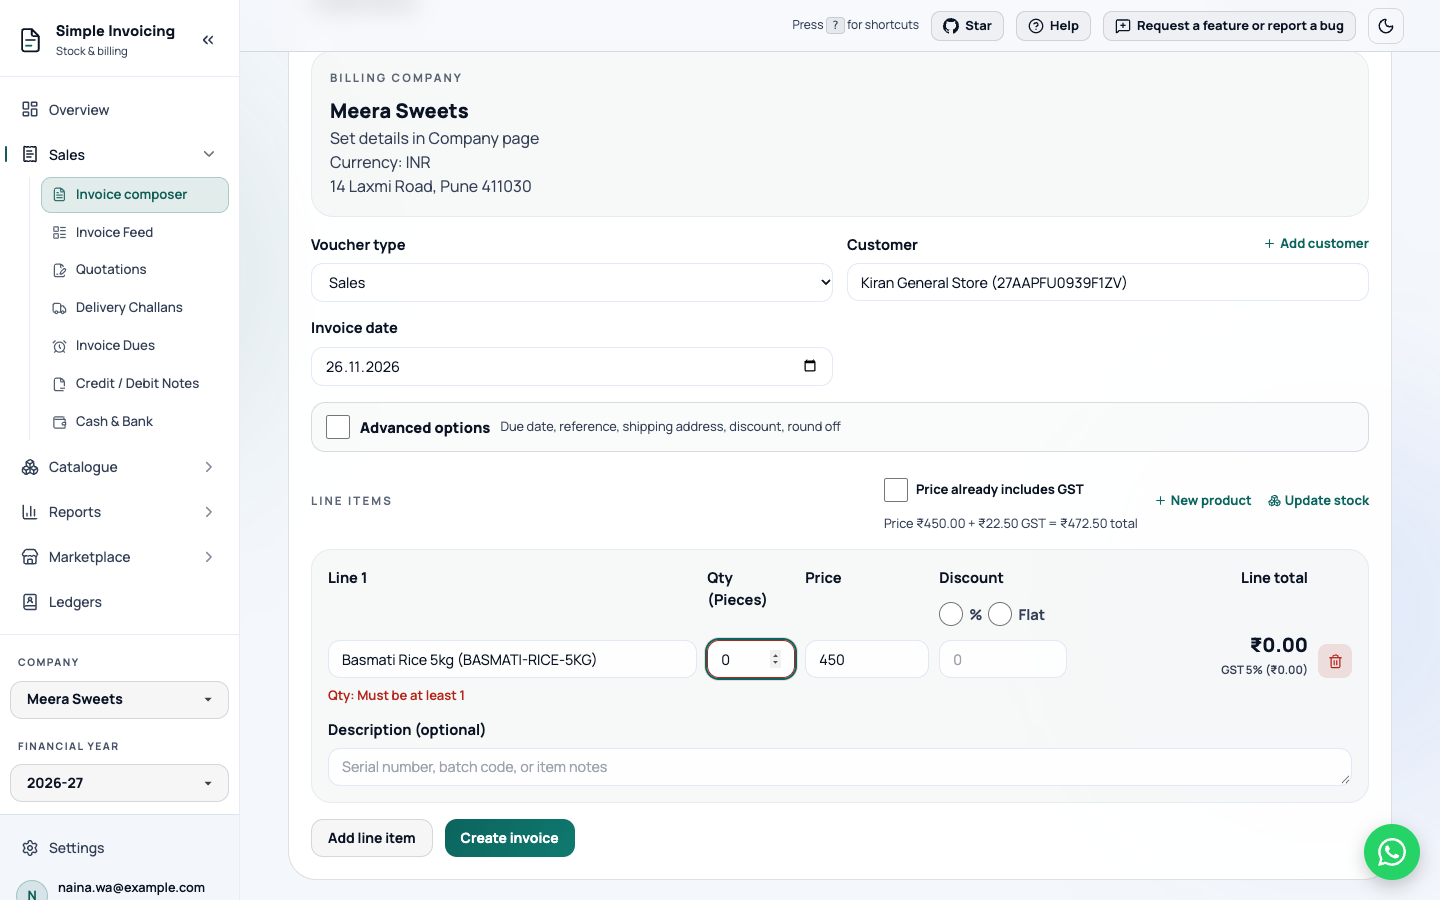 Simple Invoicing
Stock & billing
Press ? for shortcuts
Star
Help
Request a feature or report a bug
Overview
Sales
Invoice composer
Invoice Feed
Quotations
Delivery Challans
Invoice Dues
Credit / Debit Notes
Cash & Bank
Catalogue
Reports
Marketplace
Ledgers
COMPANY
Meera Sweets
FINANCIAL YEAR
2026-27
Settings
N
naina.wa@example.com
BILLING COMPANY
Meera Sweets
Set details in Company page
Currency: INR
14 Laxmi Road, Pune 411030
Voucher type
Customer
+ Add customer
Sales
Kiran General Store (27AAPFU0939F1ZV)
Invoice date
26.11.2026
Advanced options Due date, reference, shipping address, discount, round off
LINE ITEMS
Price already includes GST
Price ₹450.00 + ₹22.50 GST = ₹472.50 total
+ New product
Update stock
Line 1
Qty (Pieces)
Price
Discount
Line total
% Flat
Basmati Rice 5kg (BASMATI-RICE-5KG)
0
450
0
₹0.00
GST 5% (₹0.00)
Qty: Must be at least 1
Description (optional)
Serial number, batch code, or item notes
Add line item
Create invoice